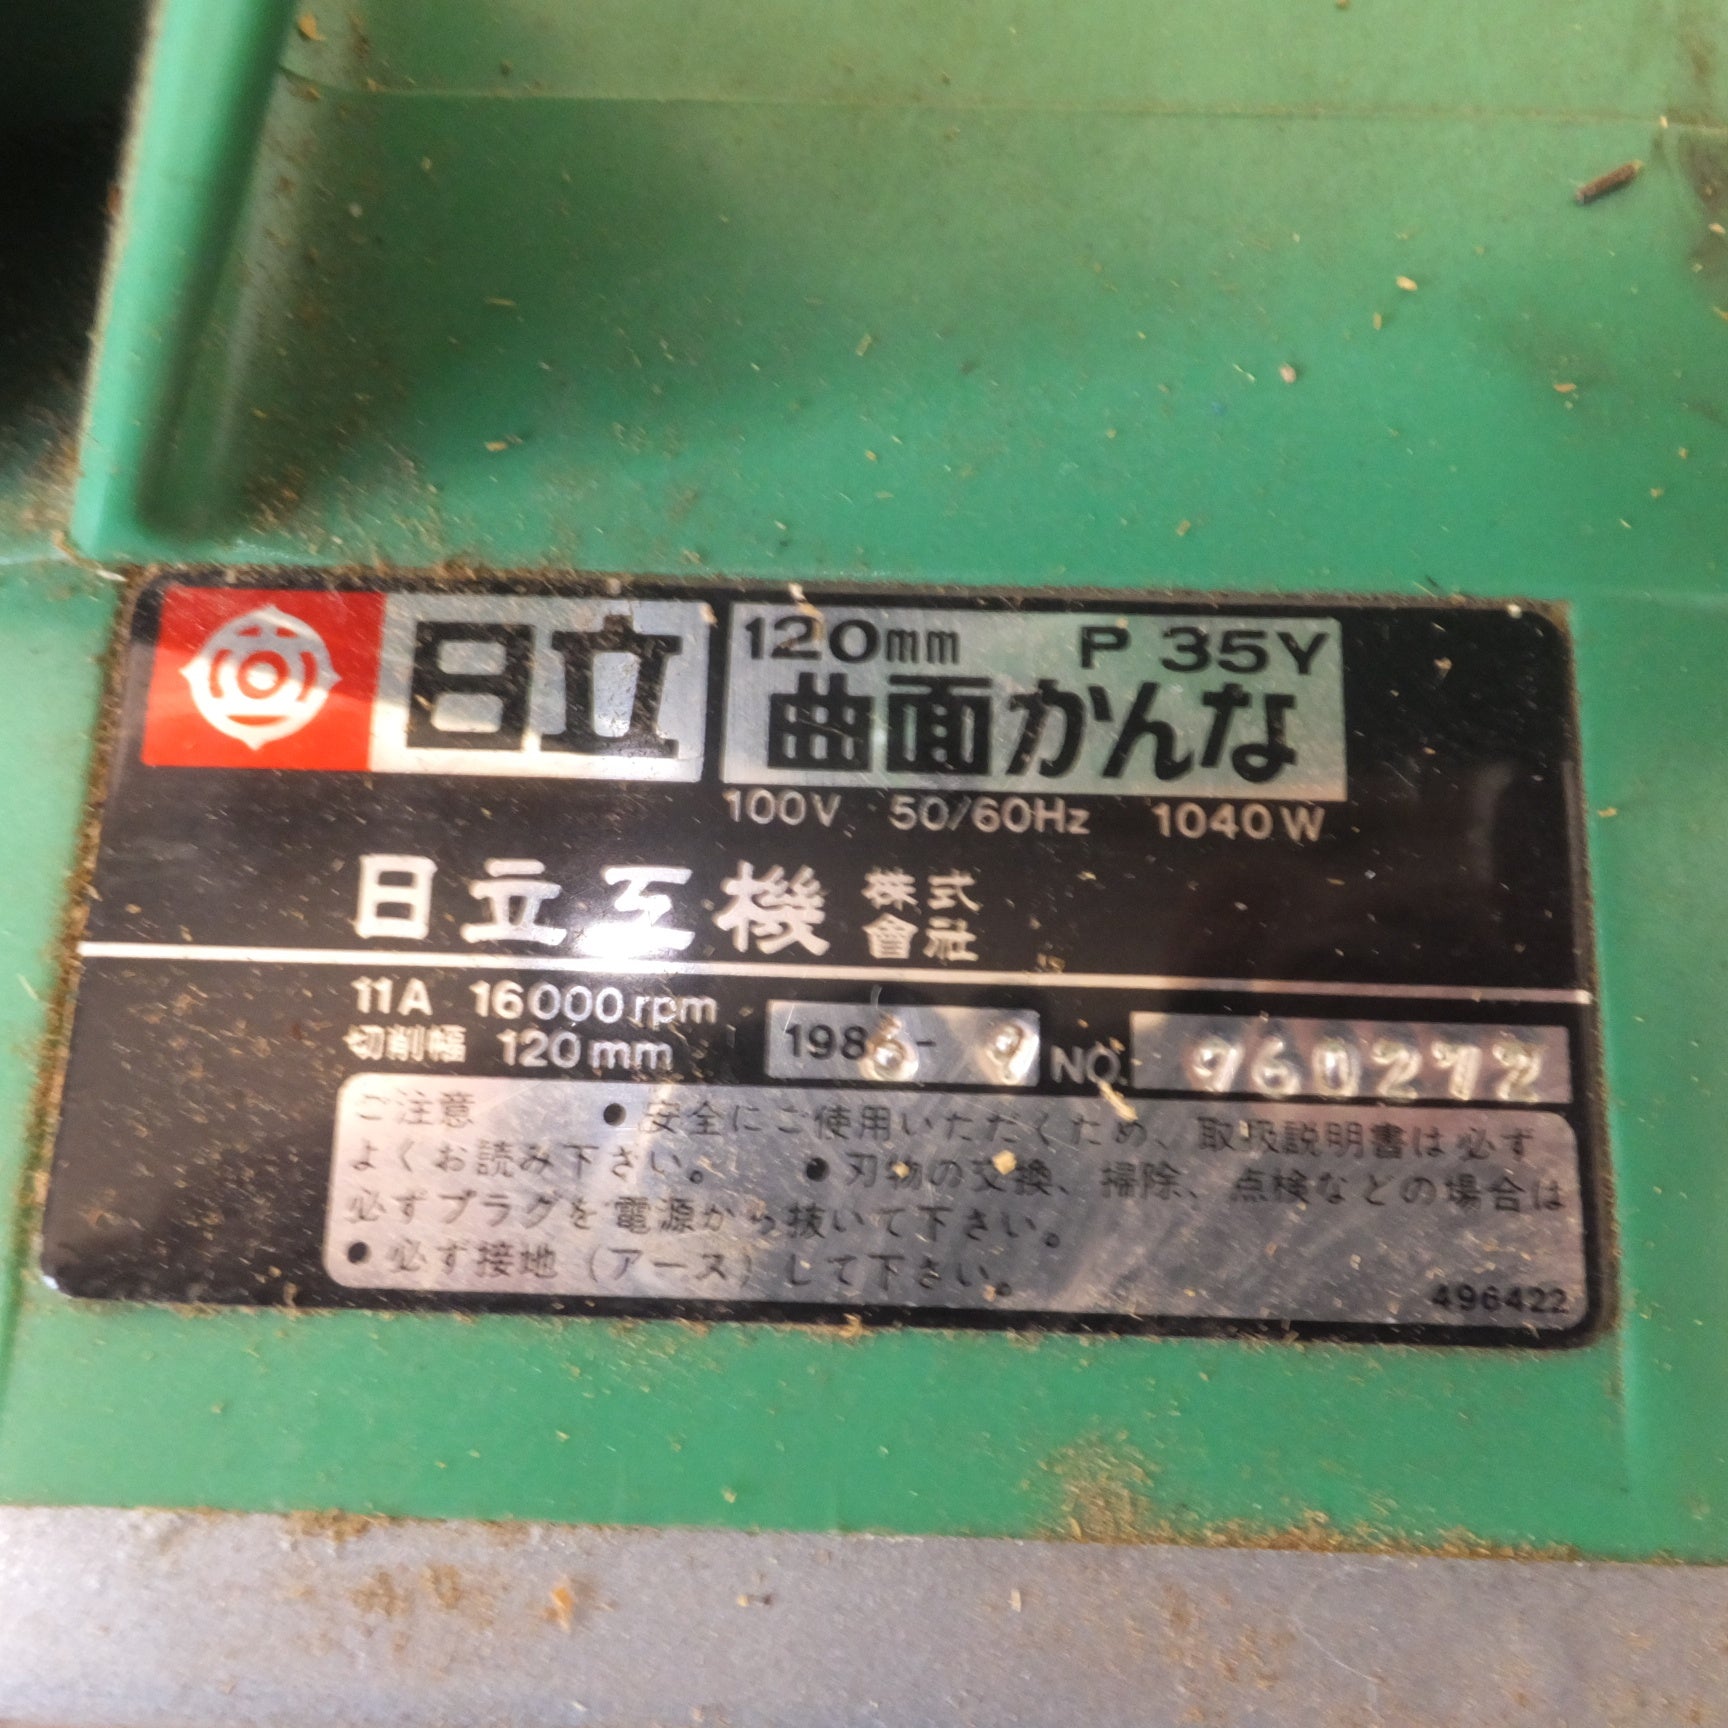 日立
120mm P 35Y
曲面かんな
100V 50/60Hz 1040W
日立工機株式會社
11A 16000rpm
切削幅 120mm
1986-9 NO. 760272
ご注意 ●安全にご使用いただくため、取扱説明書は必ず
よくお読み下さい。 ●刃物の交換、掃除、点検などの場合は
必ずプラグを電源から抜いて下さい。
●必ず接地(アース)して下さい。
496422